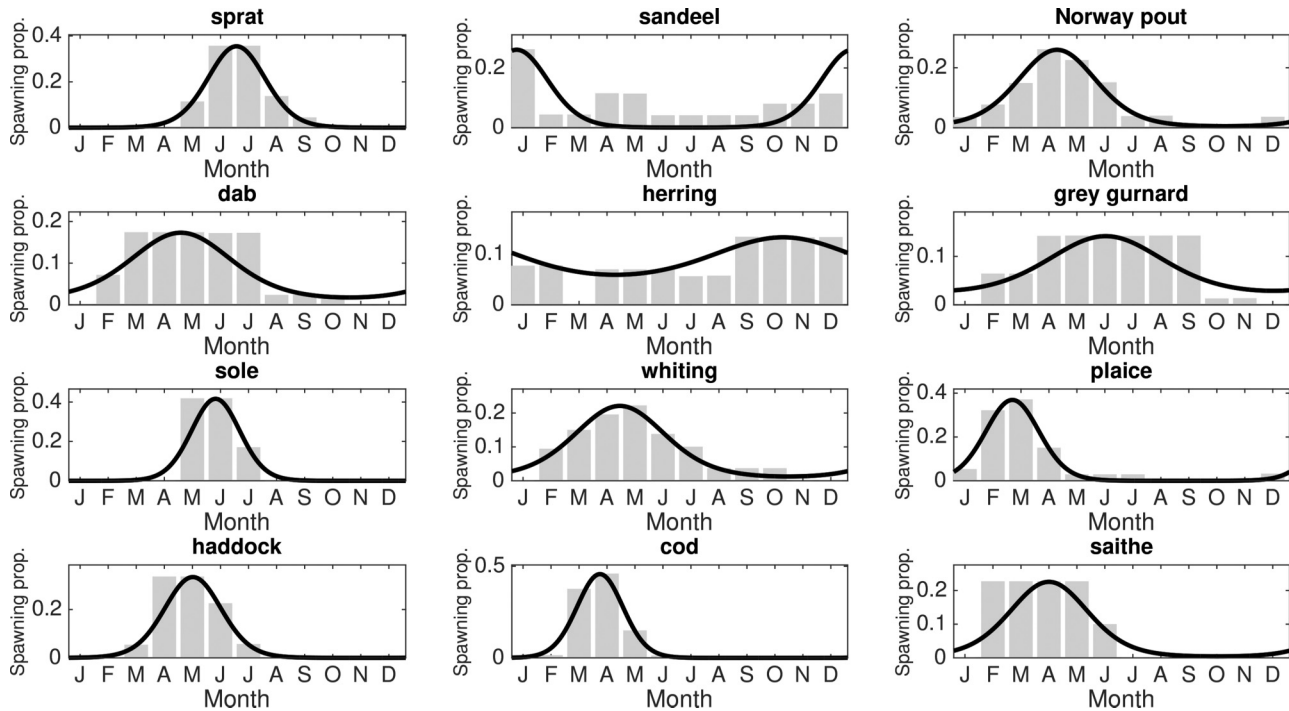 sprat
Spawning prop.
0.4
0.2
0
J F M A M J J A S O N D
Month
sandeel
Spawning prop.
0.2
0
J F M A M J J A S O N D
Month
Norway pout
Spawning prop.
0.2
0
J F M A M J J A S O N D
Month
dab
Spawning prop.
0.2
0.1
0
J F M A M J J A S O N D
Month
herring
Spawning prop.
0.1
0
J F M A M J J A S O N D
Month
grey gurnard
Spawning prop.
0.1
0
J F M A M J J A S O N D
Month
sole
Spawning prop.
0.4
0.2
0
J F M A M J J A S O N D
Month
whiting
Spawning prop.
0.2
0.1
0
J F M A M J J A S O N D
Month
plaice
Spawning prop.
0.4
0.2
0
J F M A M J J A S O N D
Month
haddock
Spawning prop.
0.2
0
J F M A M J J A S O N D
Month
cod
Spawning prop.
0.5
0
J F M A M J J A S O N D
Month
saithe
Spawning prop.
0.2
0
J F M A M J J A S O N D
Month